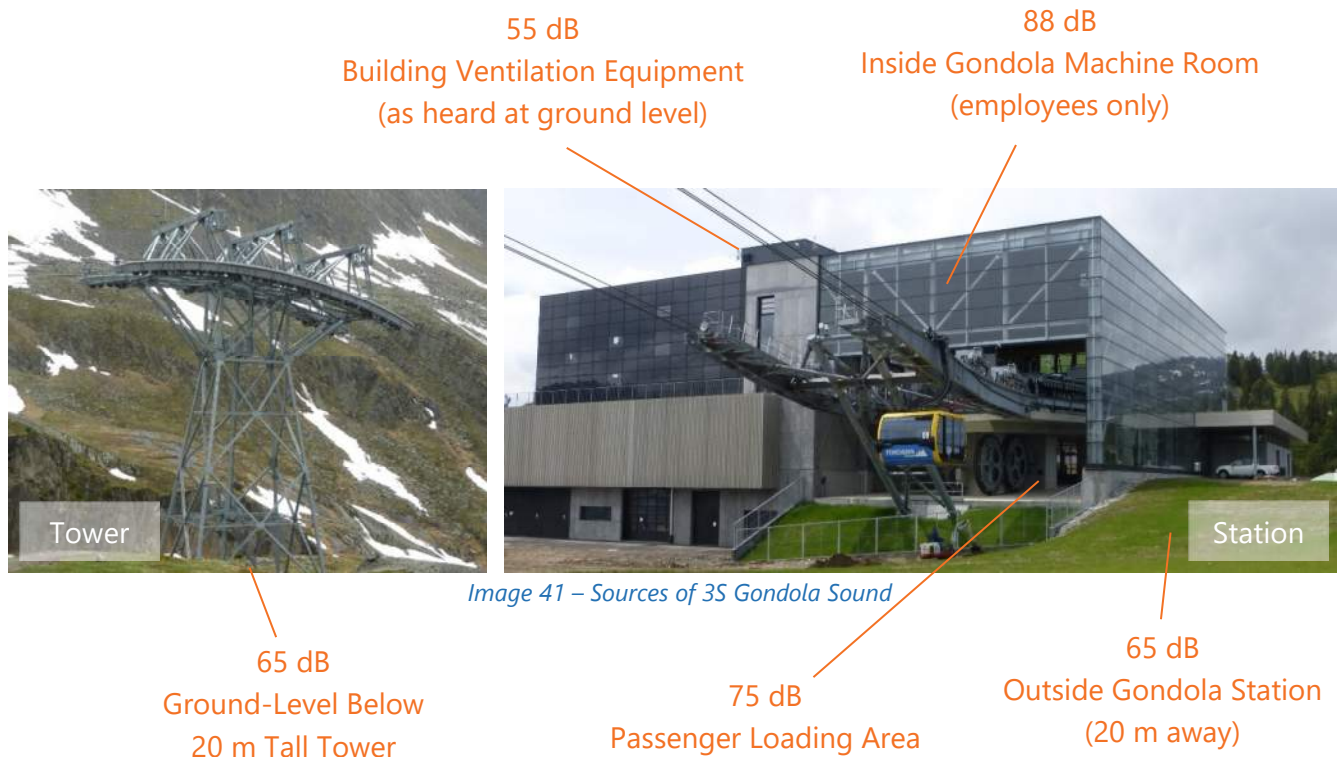 55 dB
Building Ventilation Equipment
(as heard at ground level)
88 dB
Inside Gondola Machine Room
(employees only)
Tower
Station
Image 41 – Sources of 3S Gondola Sound
65 dB
Ground-Level Below
20 m Tall Tower
75 dB
Passenger Loading Area
65 dB
Outside Gondola Station
(20 m away)